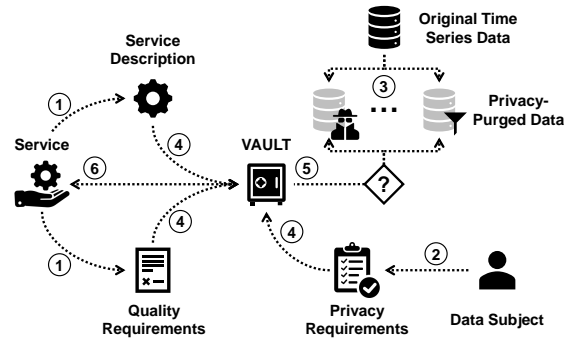 Original Time
Series Data
Service
Description
1
3
...
Privacy-
Purged Data
Service
4
VAULT
6
5
?
4
4
1
2
Quality
Requirements
Privacy
Requirements
Data Subject